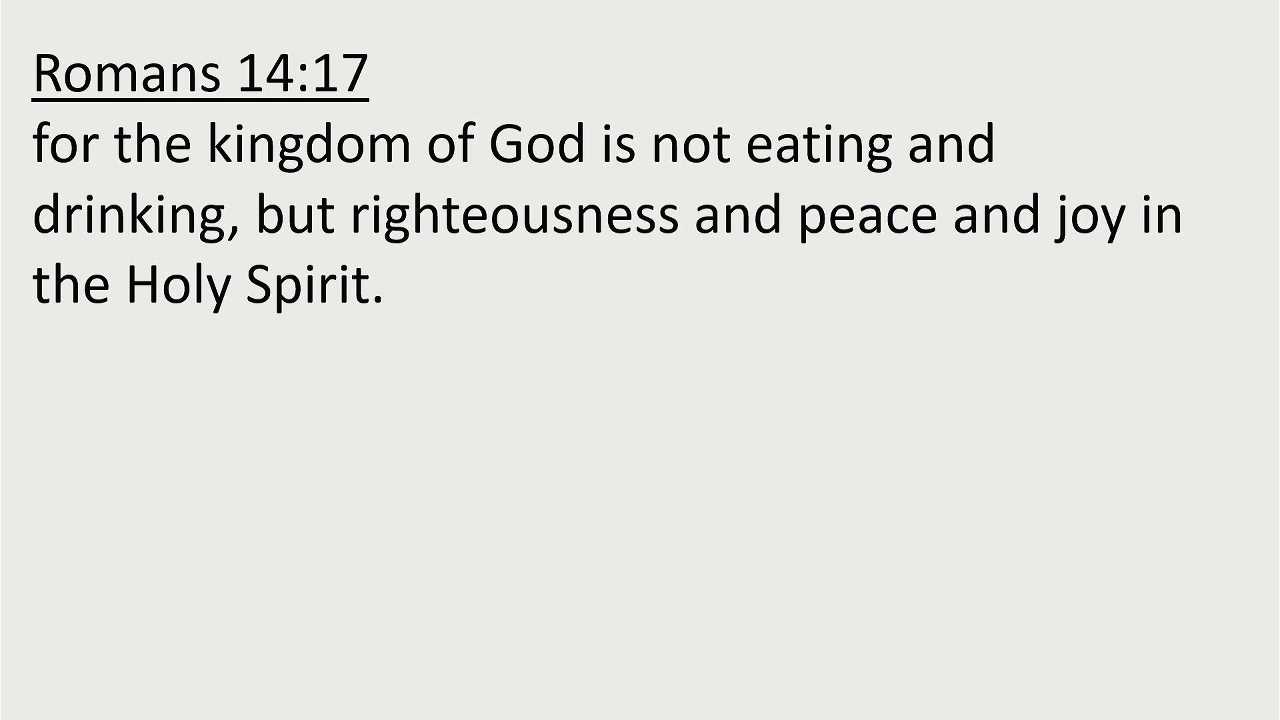 Romans 14:17
for the kingdom of God is not eating and
drinking, but righteousness and peace and joy in
the Holy Spirit.